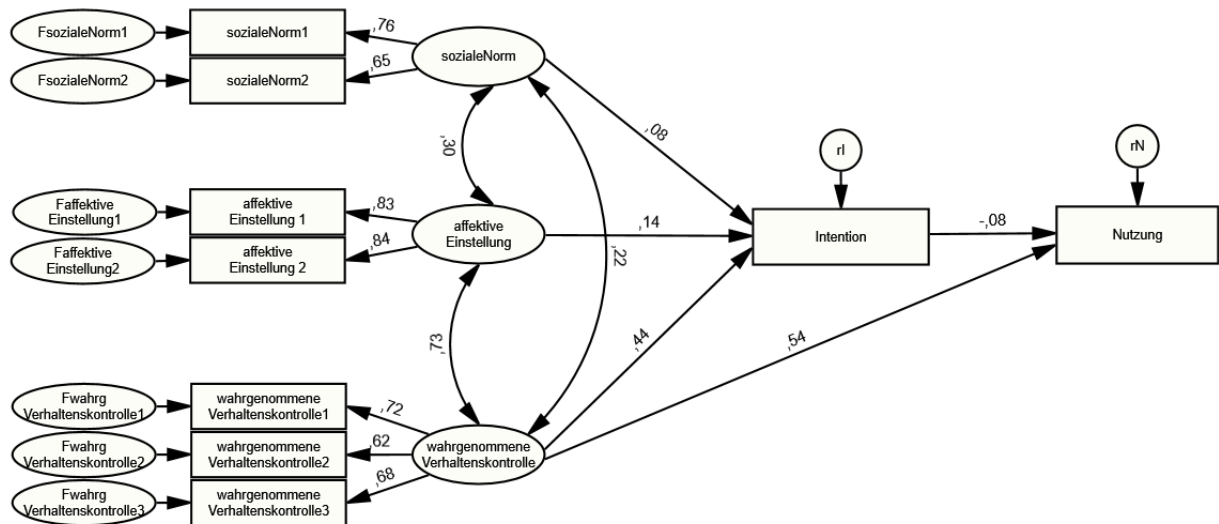 FsozialeNorm1
sozialeNorm1
,76
sozialeNorm
FsozialeNorm2
sozialeNorm2
,65
,08
,30
rI
rN
Faffektive
Einstellung1
affektive
Einstellung 1
,83
affektive
Einstellung
,14
Intention
-,08
Nutzung
Faffektive
Einstellung2
affektive
Einstellung 2
,84
,22
,73
,44
,54
Fwahrg
Verhaltenskontrolle1
wahrgenommene
Verhaltenskontrolle1
,72
Fwahrg
Verhaltenskontrolle2
wahrgenommene
Verhaltenskontrolle2
,62
wahrgenommene
Verhaltenskontrolle
Fwahrg
Verhaltenskontrolle3
wahrgenommene
Verhaltenskontrolle3
,68